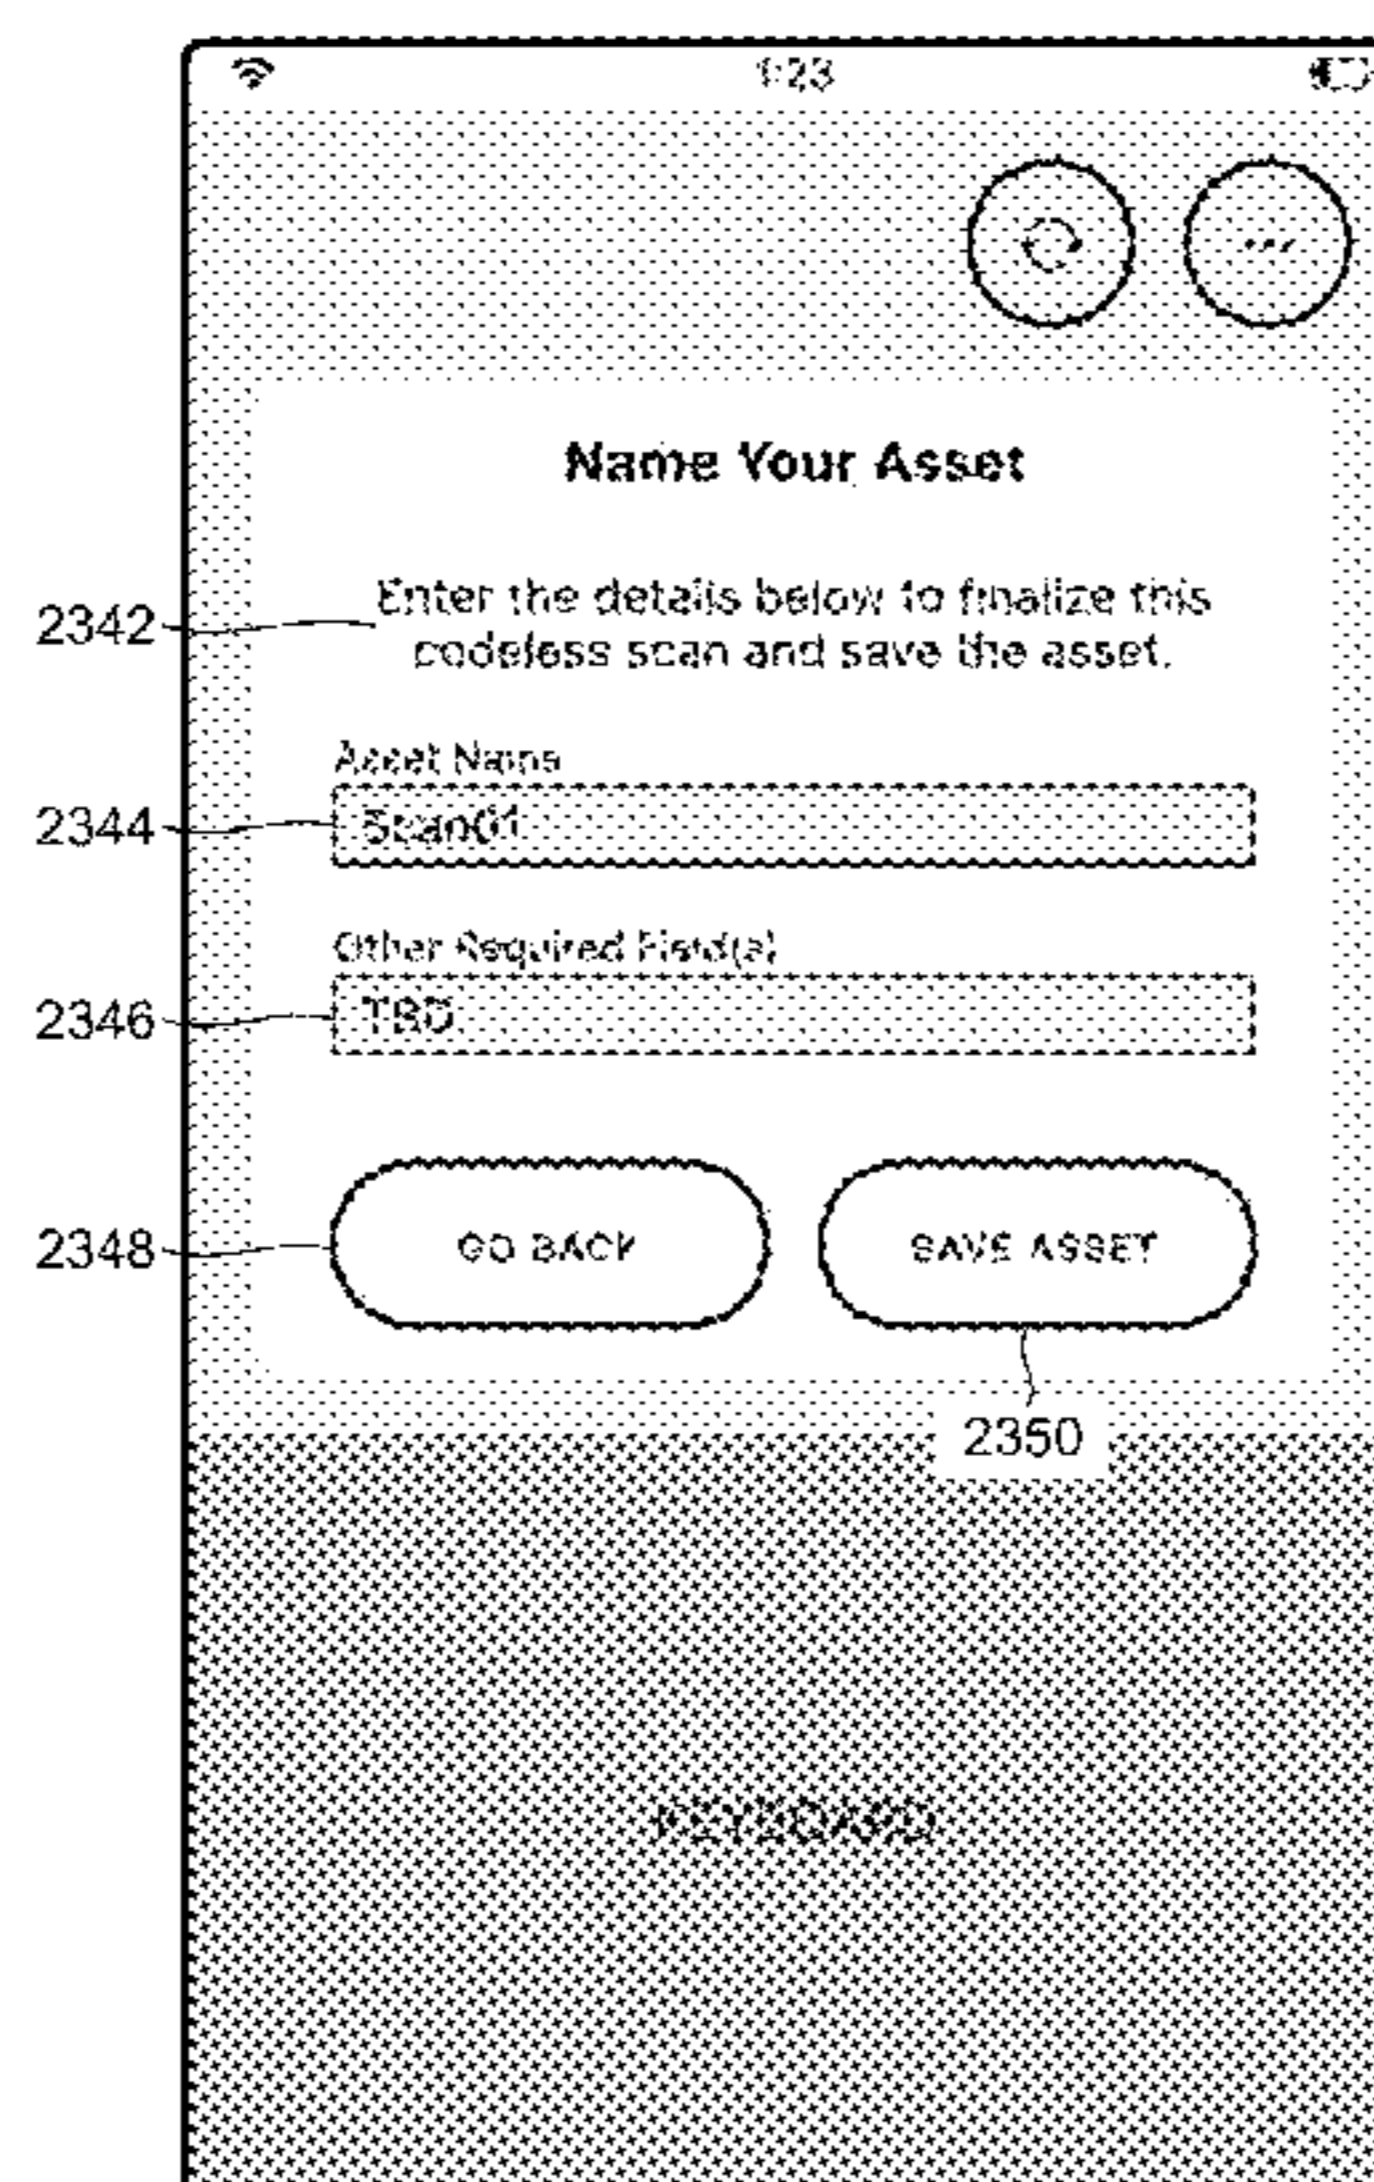 1:23
Name Your Asset
2342
Enter the details below to finalize this
codeless scan and save the asset.
Asset Name
2344
Scan01
Other Required Field(s)
2346
TBD
2348
GO BACK
SAVE ASSET
2350
KEYBOARD